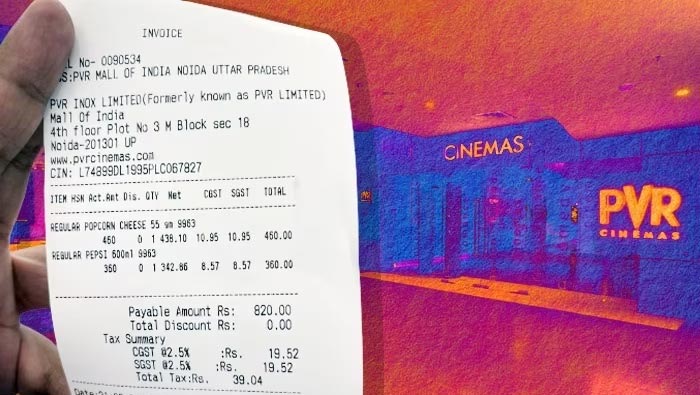 INVOICE
No- 0090534
:PVR MALL OF INDIA NOIDA UTTAR PRADESH
PVR INOX LIMITED(Formerly known as PVR LIMITED)
Mall Of India
4th floor Plot No 3 M Block sec 18
Noida-201301 UP
www.pvrcinemas.com
CIN: L74899DL1995PLC067827
ITEM HSN Act.Amt Dis. QTY Net CGST SGST TOTAL
REGULAR POPCORN CHEESE 55 gm 9963
460 0 1 438.10 10.95 10.95 460.00
REGULAR PEPSI 600ml 9963
360 0 1 342.86 8.57 8.57 360.00
Payable Amount Rs: 820.00
Total Discount Rs: 0.00
Tax Summary
CGST @2.5% :Rs. 19.52
SGST @2.5% :Rs. 19.52
Total Tax:Rs. 39.04
CINEMAS
PVR
CINEMAS